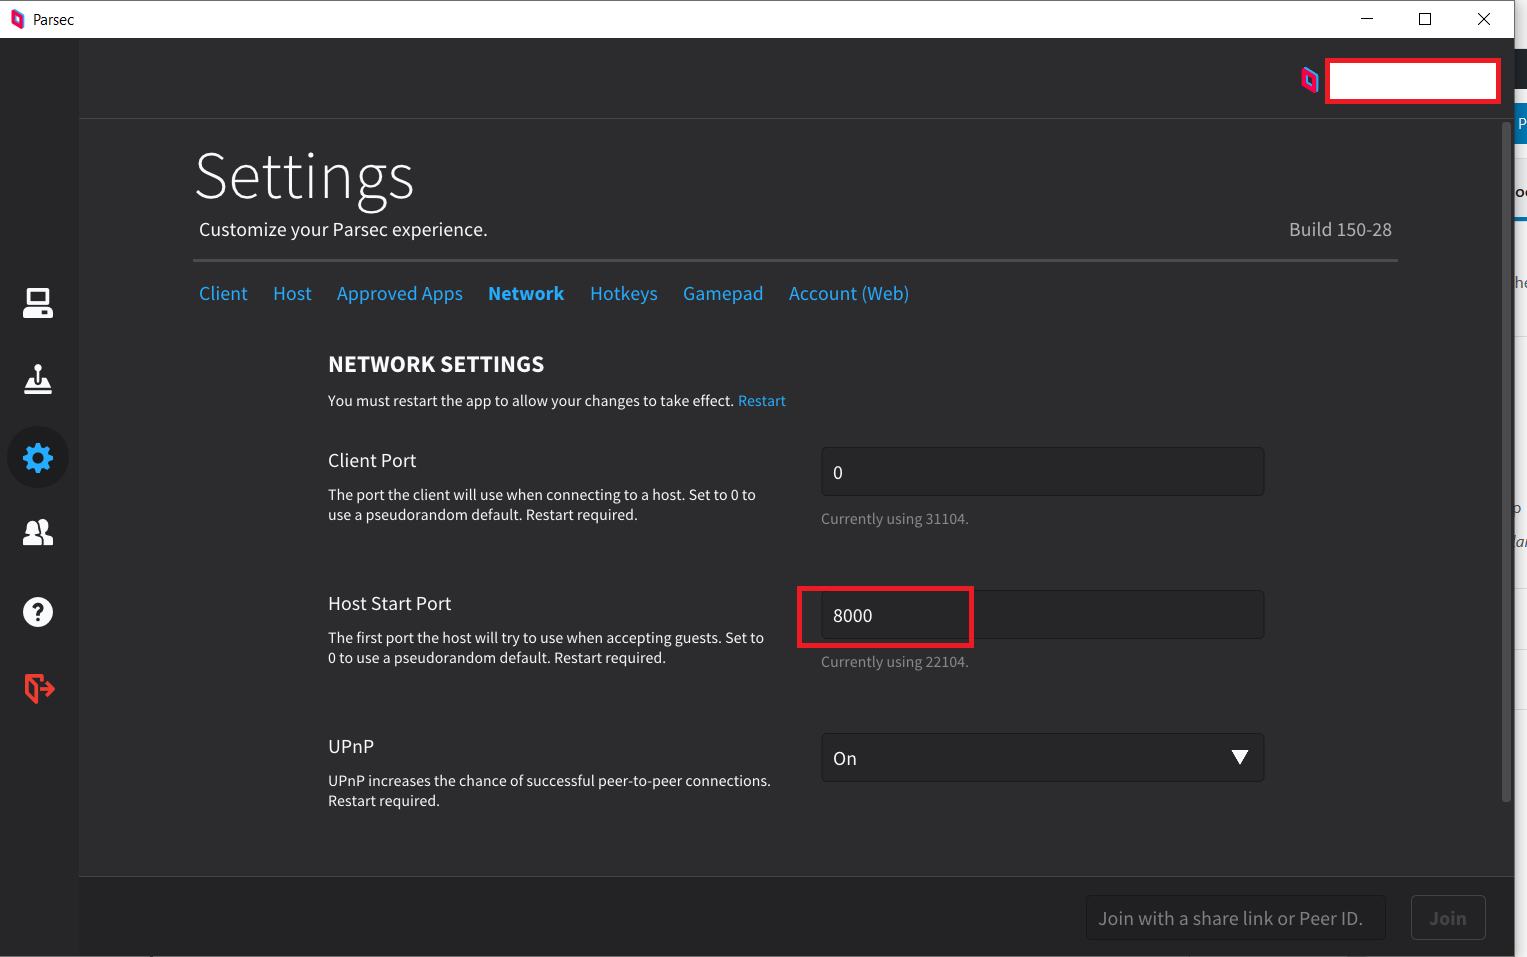 Parsec
P
Settings
Customize your Parsec experience.
Build 150-28
Client Host Approved Apps Network Hotkeys Gamepad Account (Web)
NETWORK SETTINGS
You must restart the app to allow your changes to take effect. Restart
Client Port
0
The port the client will use when connecting to a host. Set to 0 to
use a pseudorandom default. Restart required.
Currently using 31104.
Host Start Port
8000
The first port the host will try to use when accepting guests. Set to
0 to use a pseudorandom default. Restart required.
Currently using 22104.
UPnP
On
UPnP increases the chance of successful peer-to-peer connections.
Restart required.
Join with a share link or Peer ID.
Join